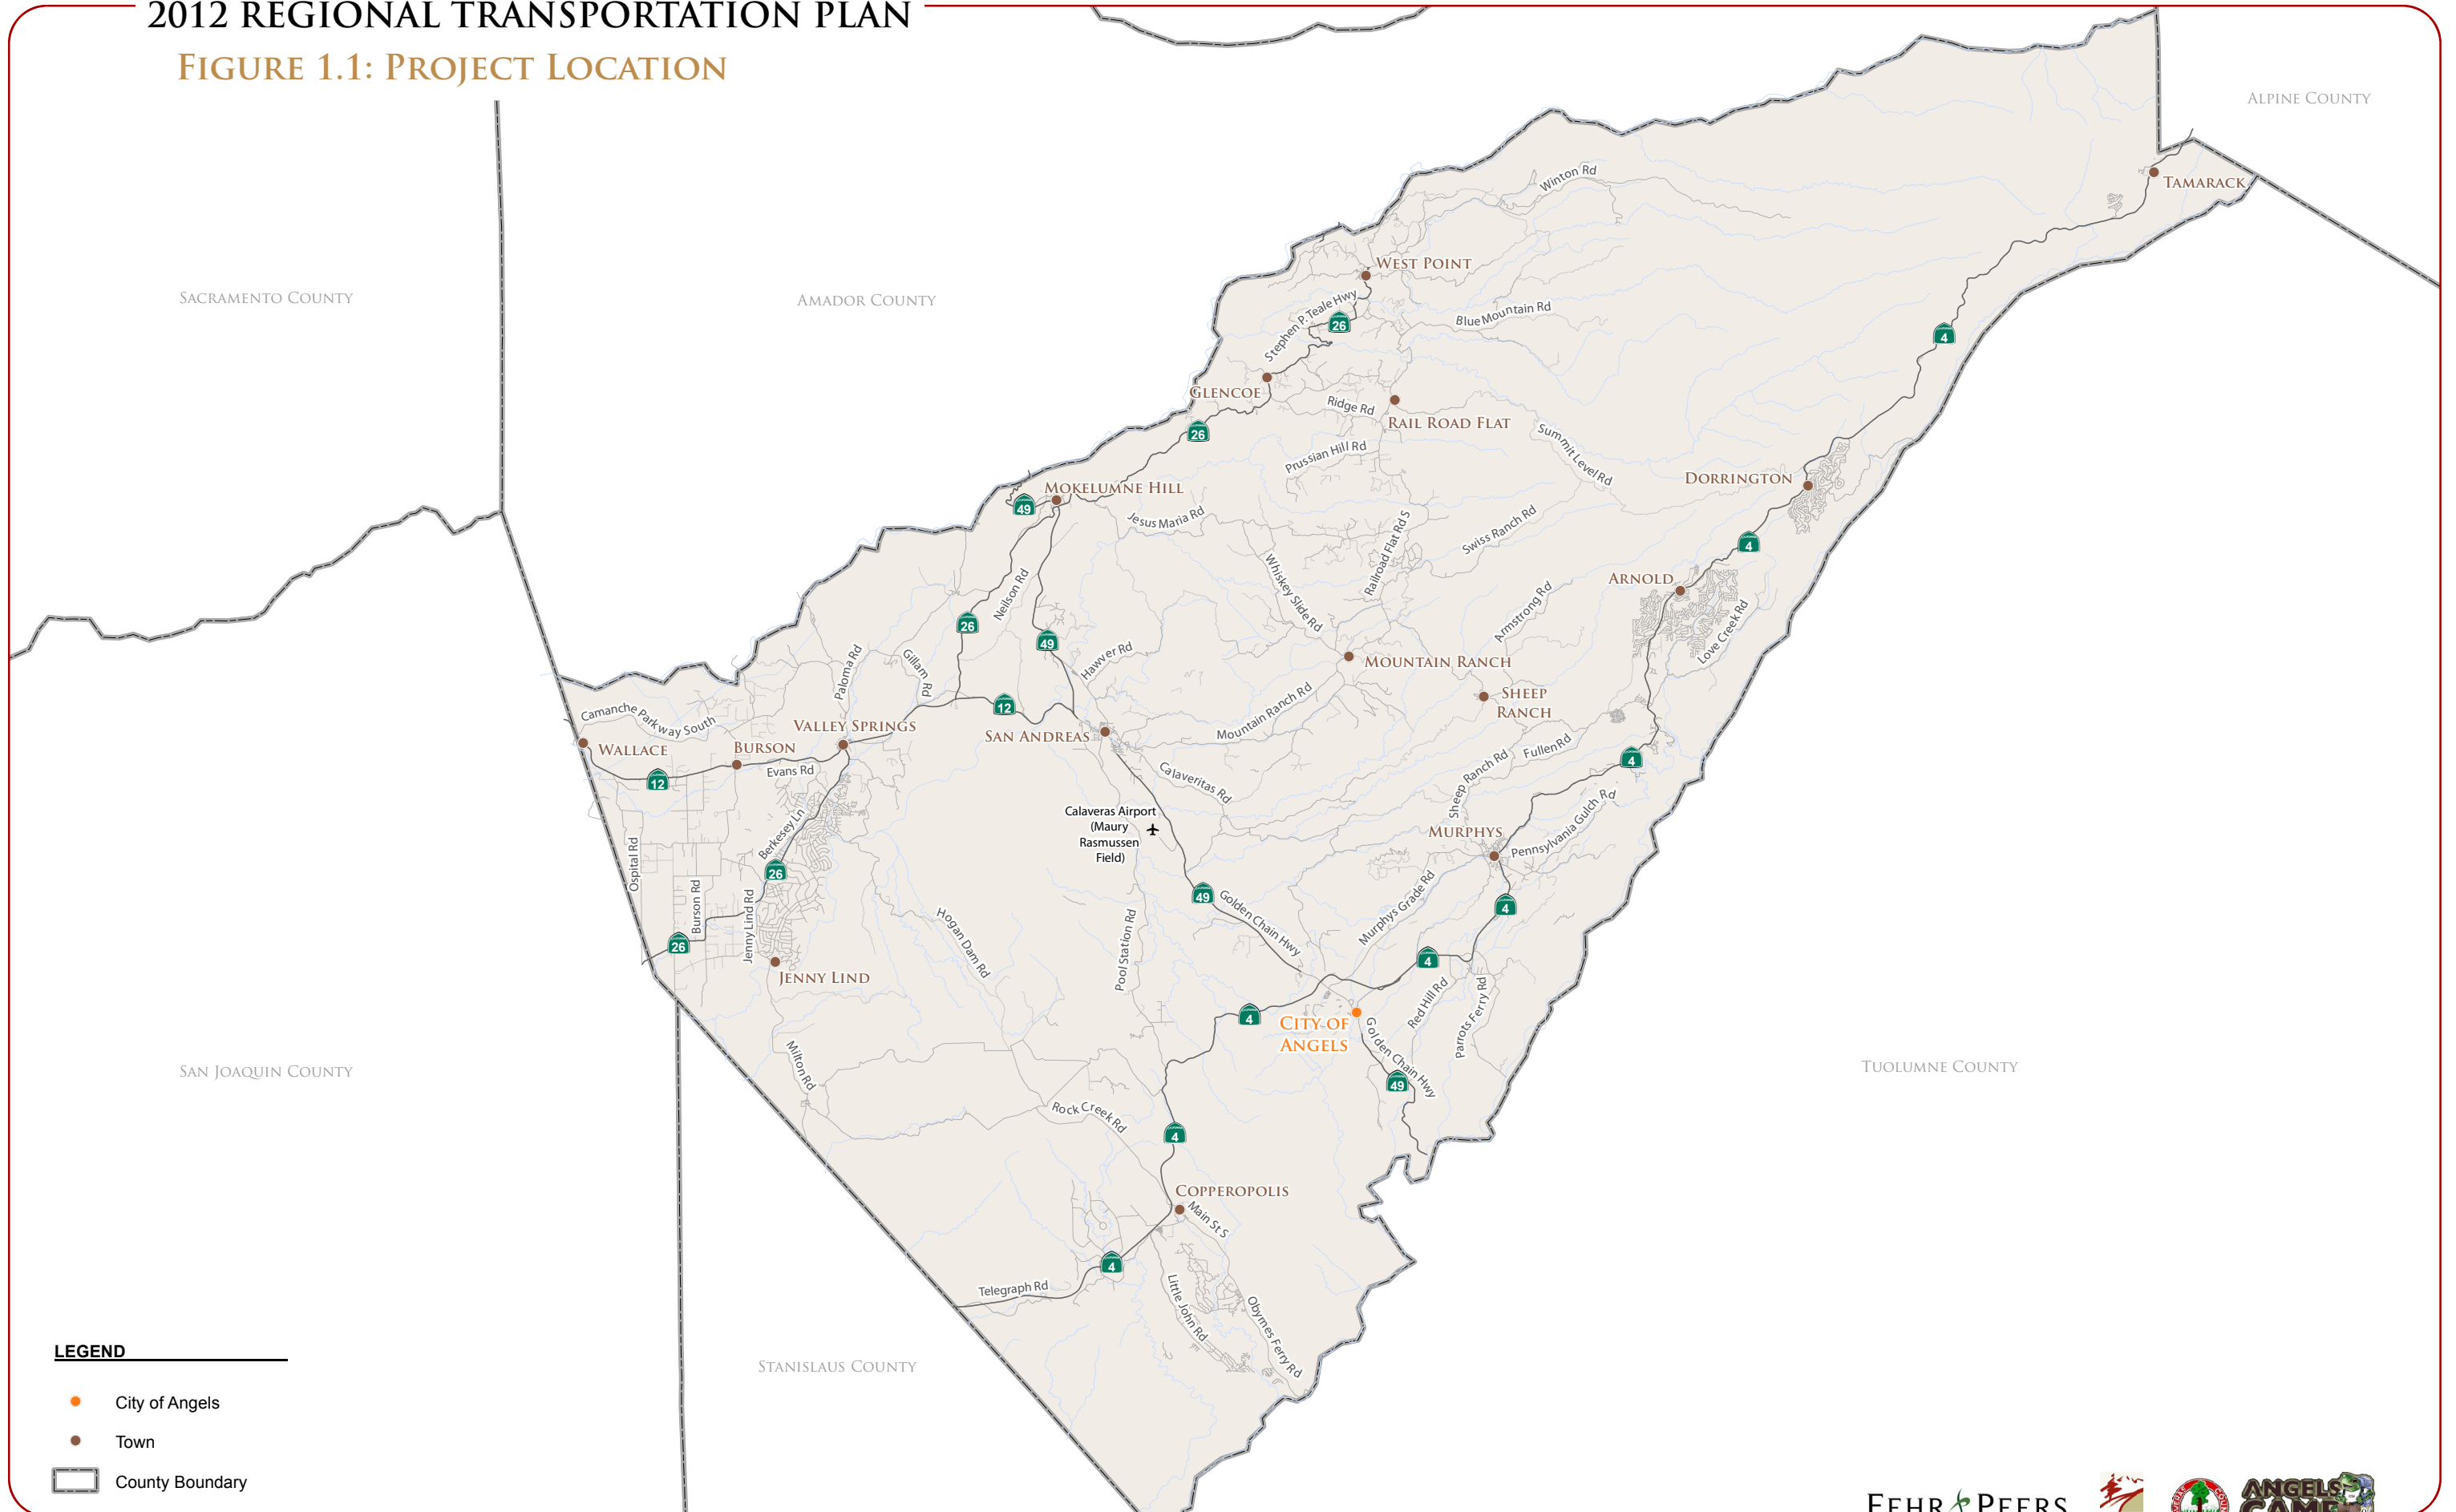 2012 REGIONAL TRANSPORTATION PLAN
FIGURE 1.1: PROJECT LOCATION
ALPINE COUNTY
TAMARACK
Winton Rd
WEST POINT
SACRAMENTO COUNTY
AMADOR COUNTY
Stephen P. Teale Hwy
26
Blue Mountain Rd
4
GLENCOE
Ridge Rd
RAIL ROAD FLAT
26
Prussian Hill Rd
Summit Level Rd
DORRINGTON
MOKELUMNE HILL
49
Jesus Maria Rd
Railroad Flat Rd S
Swiss Ranch Rd
4
ARNOLD
Neilson Rd
Whiskey Slide Rd
Armstrong Rd
Love Creek Rd
26
49
Hawver Rd
Paloma Rd
Gillam Rd
MOUNTAIN RANCH
SHEEP
RANCH
12
Mountain Ranch Rd
Camanche Parkway South
VALLEY SPRINGS
SAN ANDREAS
WALLACE
BURSON
Evans Rd
12
Fullen Rd
Sheep Ranch Rd
4
Calaveritas Rd
Calaveras Airport
(Maury
Rasmussen
Field)
Berkesey Ln
MURPHYS
Pennsylvania Gulch Rd
Ospital Rd
26
Burson Rd
Jenny Lind Rd
49
Golden Chain Hwy
Murphys Grade Rd
4
26
Hogan Dam Rd
Pool Station Rd
4
JENNY LIND
Red Hill Rd
Parrots Ferry Rd
4
CITY OF
ANGELS
Golden Chain Hwy
49
SAN JOAQUIN COUNTY
TUOLUMNE COUNTY
Milton Rd
Rock Creek Rd
4
COPPEROPOLIS
Main St S
4
Telegraph Rd
Little John Rd
Obyrnes Ferry Rd
STANISLAUS COUNTY
LEGEND
City of Angels
Town
County Boundary
FEHR PEERS
ANGELS
CAMP